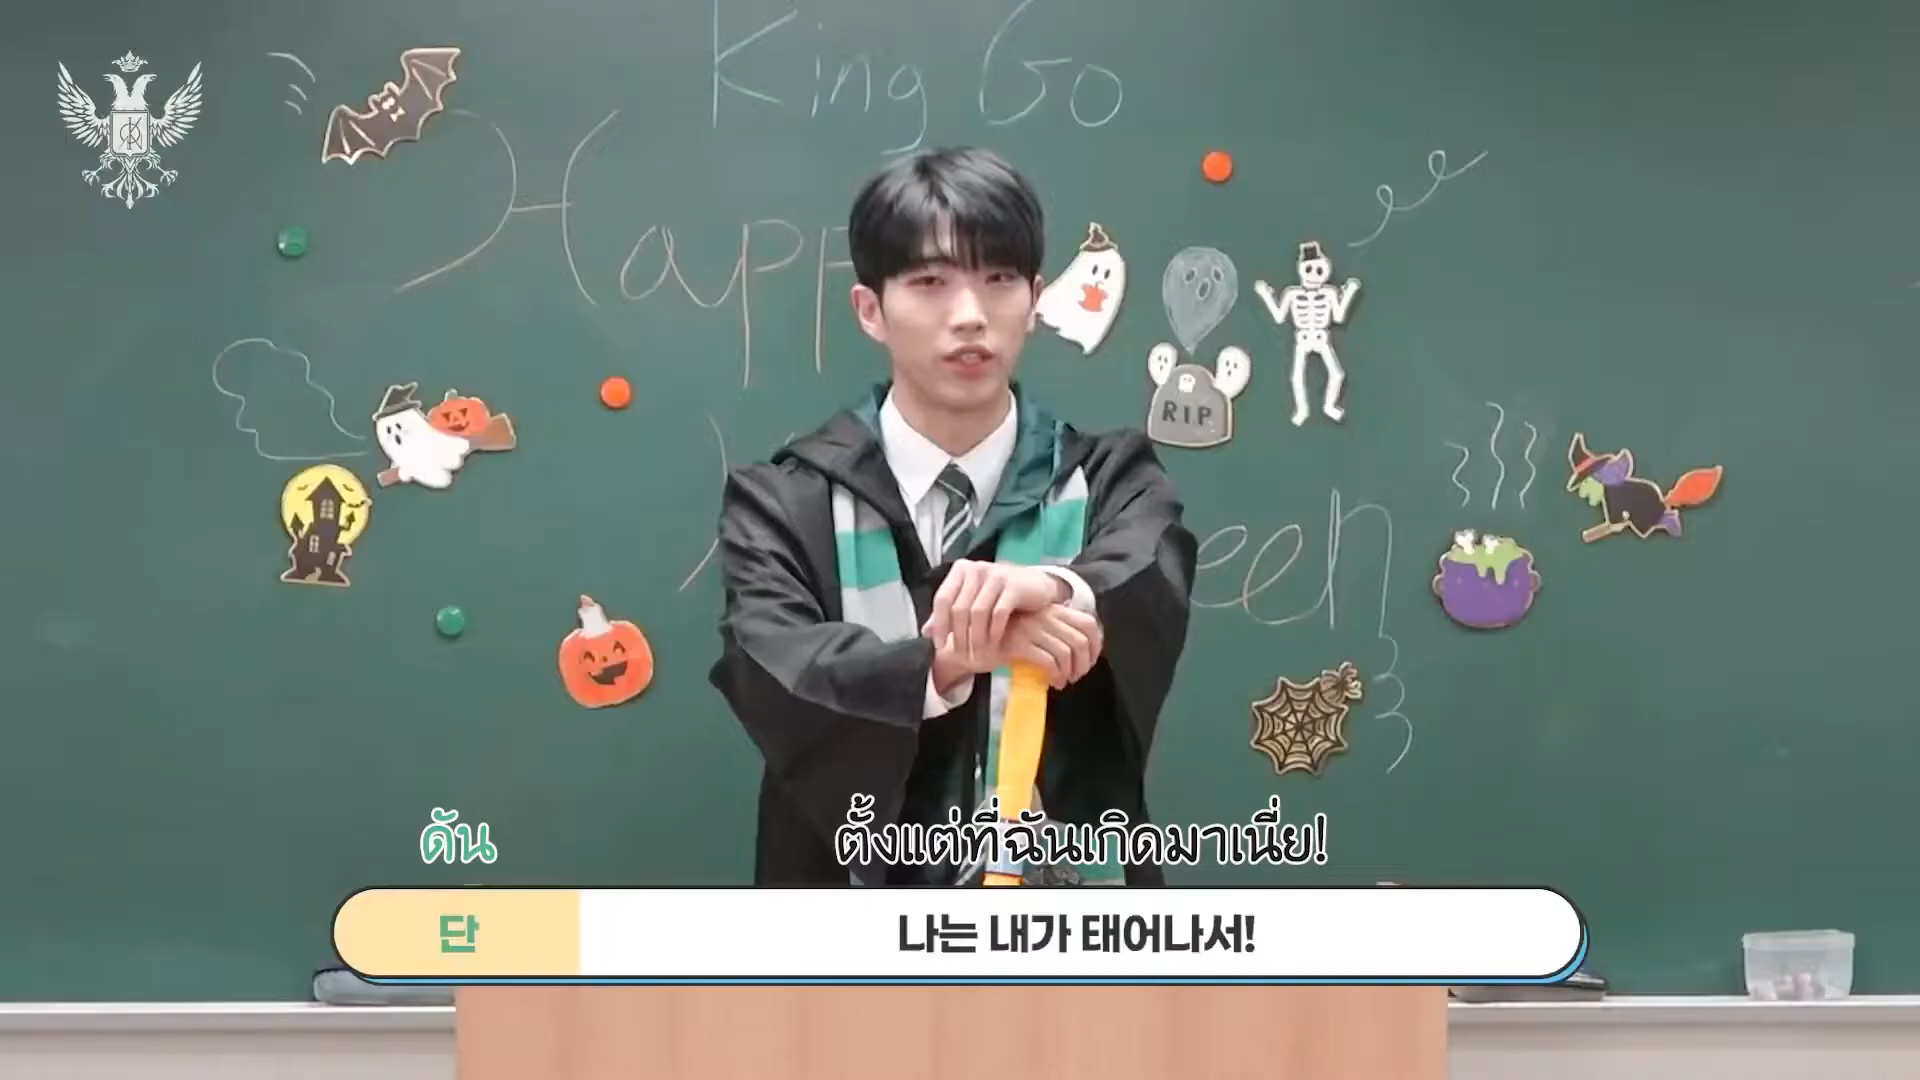 King Go
Happ
een
RIP
ดัน
ตั้งแต่ที่ฉันเกิดมาเนี่ย!
단
나는 내가 태어나서!